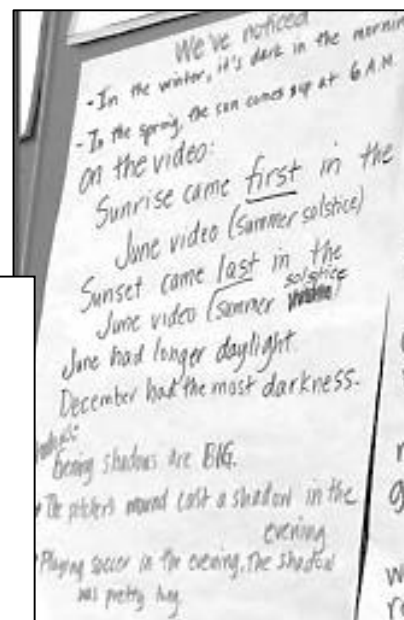 We've noticed
- In the winter, it's dark in the mornin
- In the spring, the sun comes up at 6 A.M.
On the video:
Sunrise came first in the
June video (summer solstice)
Sunset came last in the
solstice
June video (summer
June had longer daylight.
December had the most darkness.
Evening shadows are BIG.
• The pitchers mound cast a shadow in the
evening
• Playing soccer in the evening, the shadow
was pretty long